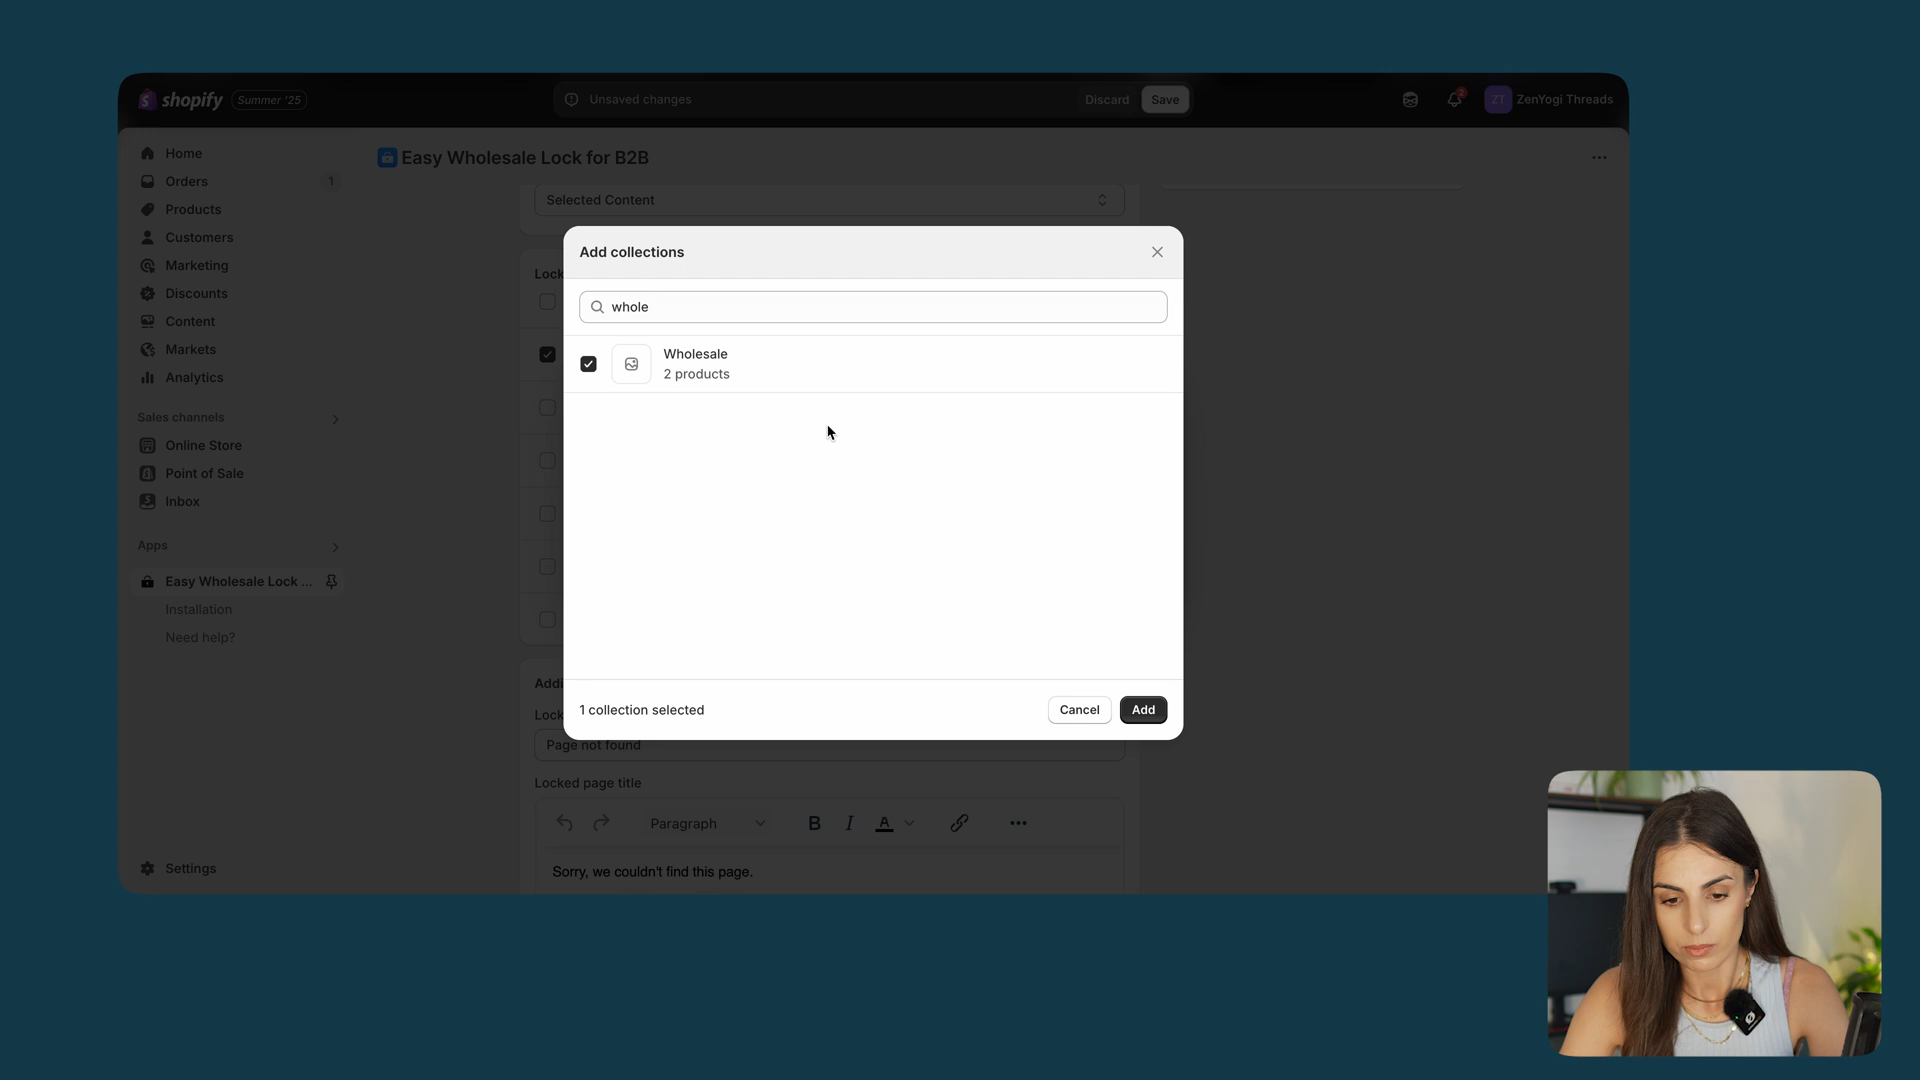 shopify
Summer '25
Unsaved changes
Discard
Save
2
ZT
ZenYogi Threads
Home
Orders
1
Products
Customers
Marketing
Discounts
Content
Markets
Analytics
Sales channels
Online Store
Point of Sale
Inbox
Apps
Easy Wholesale Lock ...
Installation
Need help?
Settings
Easy Wholesale Lock for B2B
Selected Content
Lock
Add collections
whole
Wholesale
2 products
1 collection selected
Cancel
Add
Addi
Lock
Page not found
Locked page title
Paragraph
B
I
A
Sorry, we couldn't find this page.